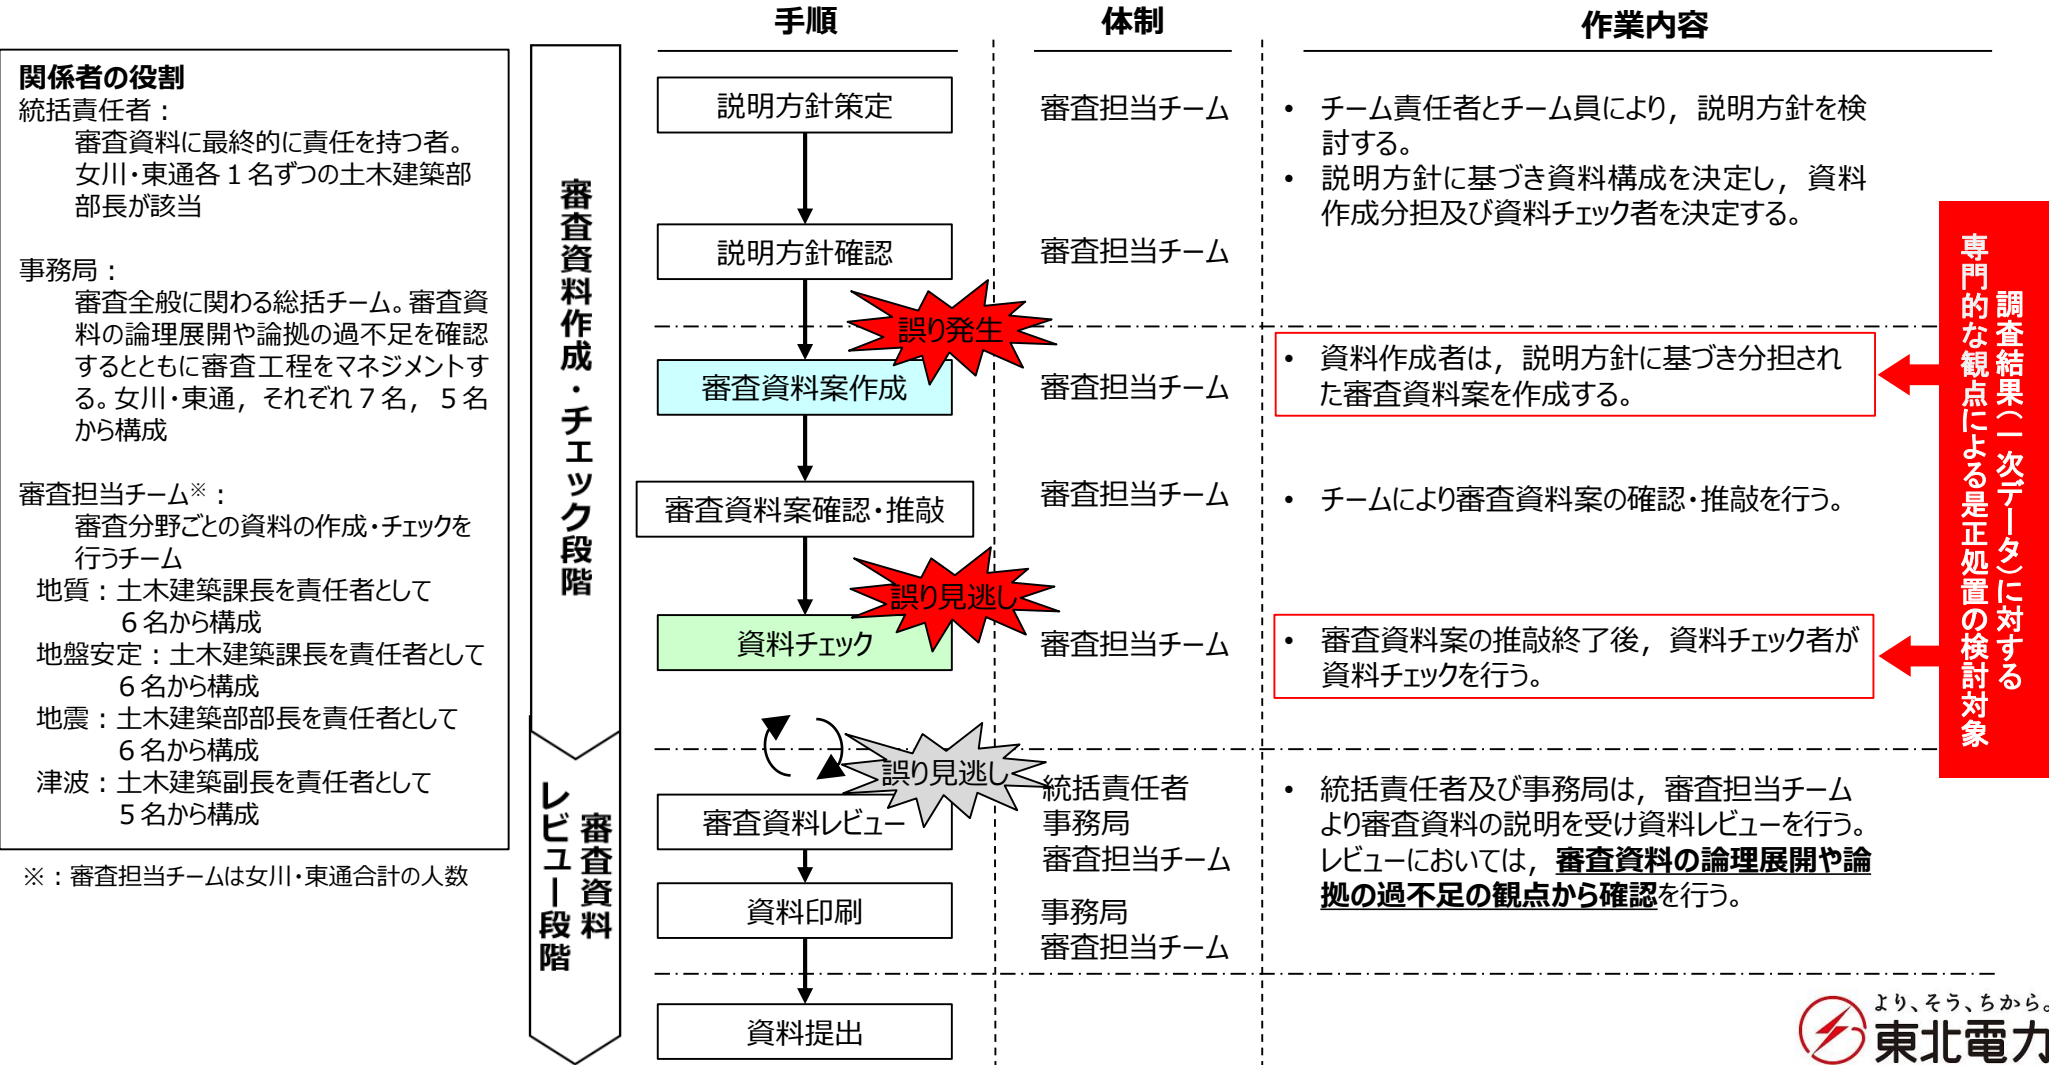 手順
体制
作業内容
関係者の役割
統括責任者：
審査資料に最終的に責任を持つ者。
女川・東通各１名ずつの土木建築部
部長が該当
事務局：
審査全般に関わる総括チーム。審査資
料の論理展開や論拠の過不足を確認
するとともに審査工程をマネジメントす
る。女川・東通，それぞれ７名，５名
から構成
審査担当チーム※：
審査分野ごとの資料の作成・チェックを
行うチーム
地質：土木建築課長を責任者として
６名から構成
地盤安定：土木建築課長を責任者として
６名から構成
地震：土木建築部部長を責任者として
６名から構成
津波：土木建築副長を責任者として
５名から構成
※：審査担当チームは女川・東通合計の人数
審査資料作成・チェック段階
審査資料
レビュー段階
説明方針策定
審査担当チーム
• チーム責任者とチーム員により，説明方針を検
討する。
• 説明方針に基づき資料構成を決定し，資料
作成分担及び資料チェック者を決定する。
説明方針確認
審査担当チーム
誤り発生
審査資料案作成
審査担当チーム
• 資料作成者は，説明方針に基づき分担され
た審査資料案を作成する。
審査資料案確認・推敲
審査担当チーム
• チームにより審査資料案の確認・推敲を行う。
誤り見逃し
資料チェック
審査担当チーム
• 審査資料案の推敲終了後，資料チェック者が
資料チェックを行う。
誤り見逃し
審査資料レビュー
統括責任者
事務局
審査担当チーム
• 統括責任者及び事務局は，審査担当チーム
より審査資料の説明を受け資料レビューを行う。
レビューにおいては，審査資料の論理展開や論
拠の過不足の観点から確認を行う。
資料印刷
事務局
審査担当チーム
資料提出
調査結果（一次データ）に対する
専門的な観点による是正処置の検討対象
より、そう、ちから。
東北電力